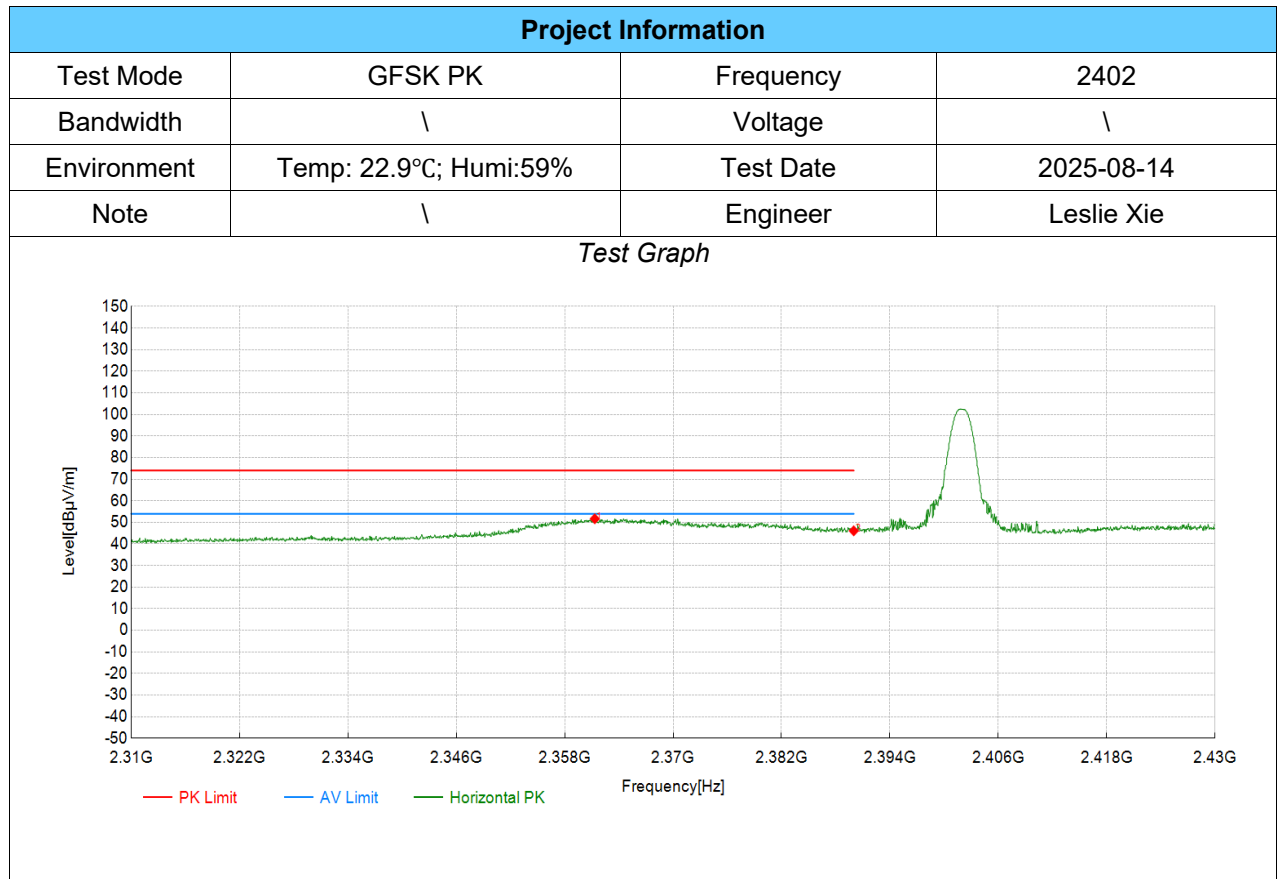 Project Information
Test Mode GFSK PK Frequency 2402
Bandwidth \ Voltage \
Environment Temp: 22.9℃; Humi:59% Test Date 2025-08-14
Note \ Engineer Leslie Xie
Test Graph
150
140
130
120
110
100
90
80
70
60
50
40
30
20
10
0
-10
-20
-30
-40
-50
Level[dBµV/m]
2.31G 2.322G 2.334G 2.346G 2.358G 2.37G 2.382G 2.394G 2.406G 2.418G 2.43G
Frequency[Hz]
PK Limit AV Limit Horizontal PK